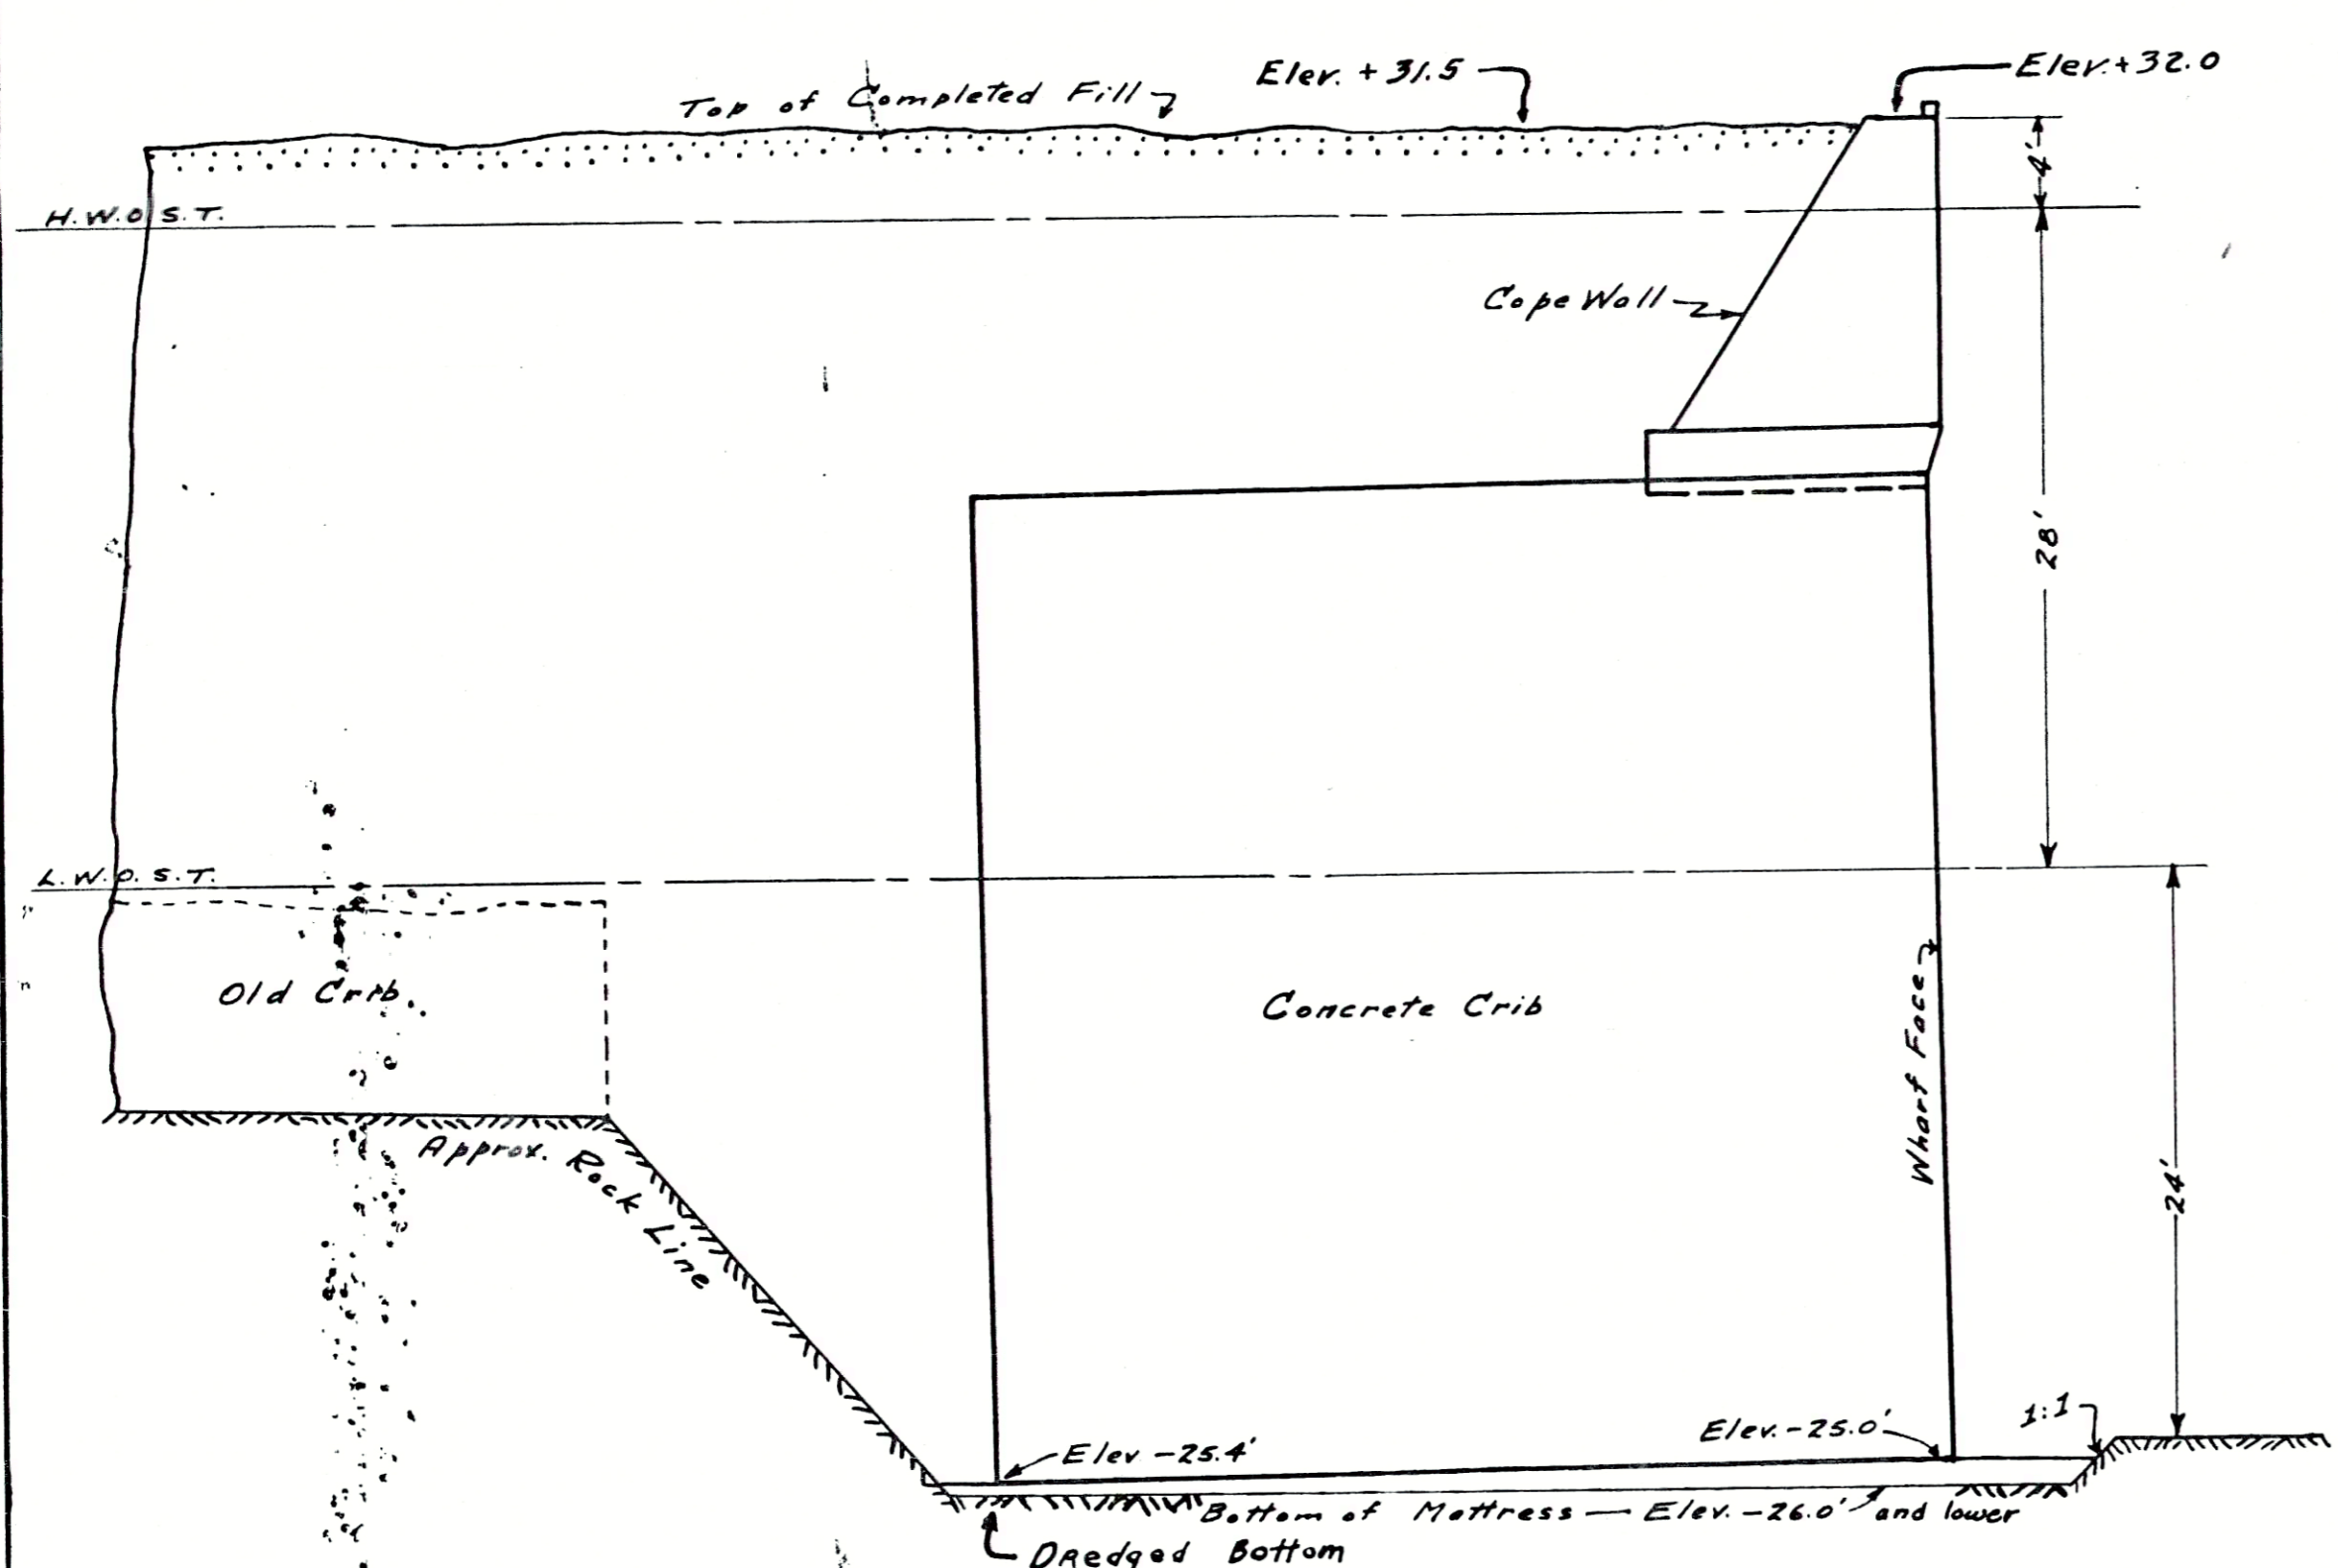 Elev. + 31.5
Elev. + 32.0
Top of Completed Fill
4'
H.W.O.S.T.
Cope Wall
28'
L.W.O.S.T.
Old Crib.
Concrete Crib
Wharf Face
Approx. Rock Line
24'
1:1
Elev. -25.0'
Elev -25.4'
Bottom of Mattress — Elev. -26.0' and lower
Dredged Bottom